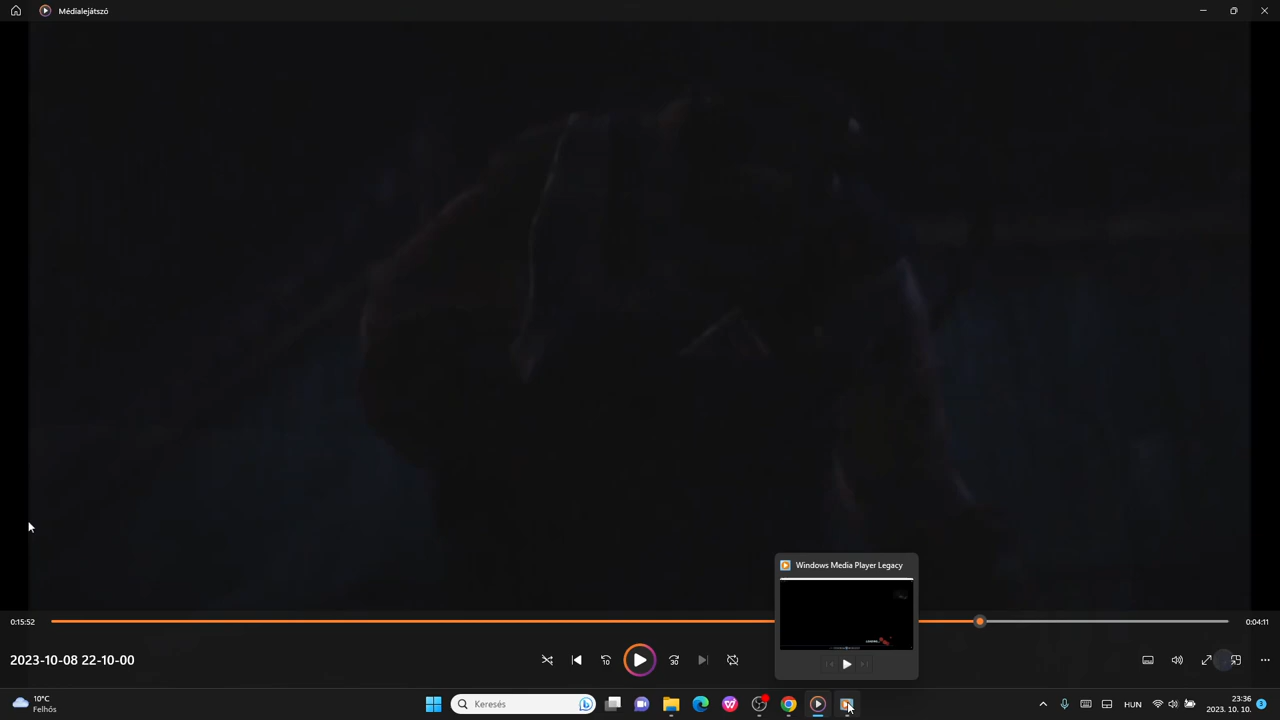 Médialejátszó
Windows Media Player Legacy
0:15:52
0:04:11
2023-10-08 22-10-00
10°C
Felhős
Keresés
HUN
23:36
2023. 10. 10.